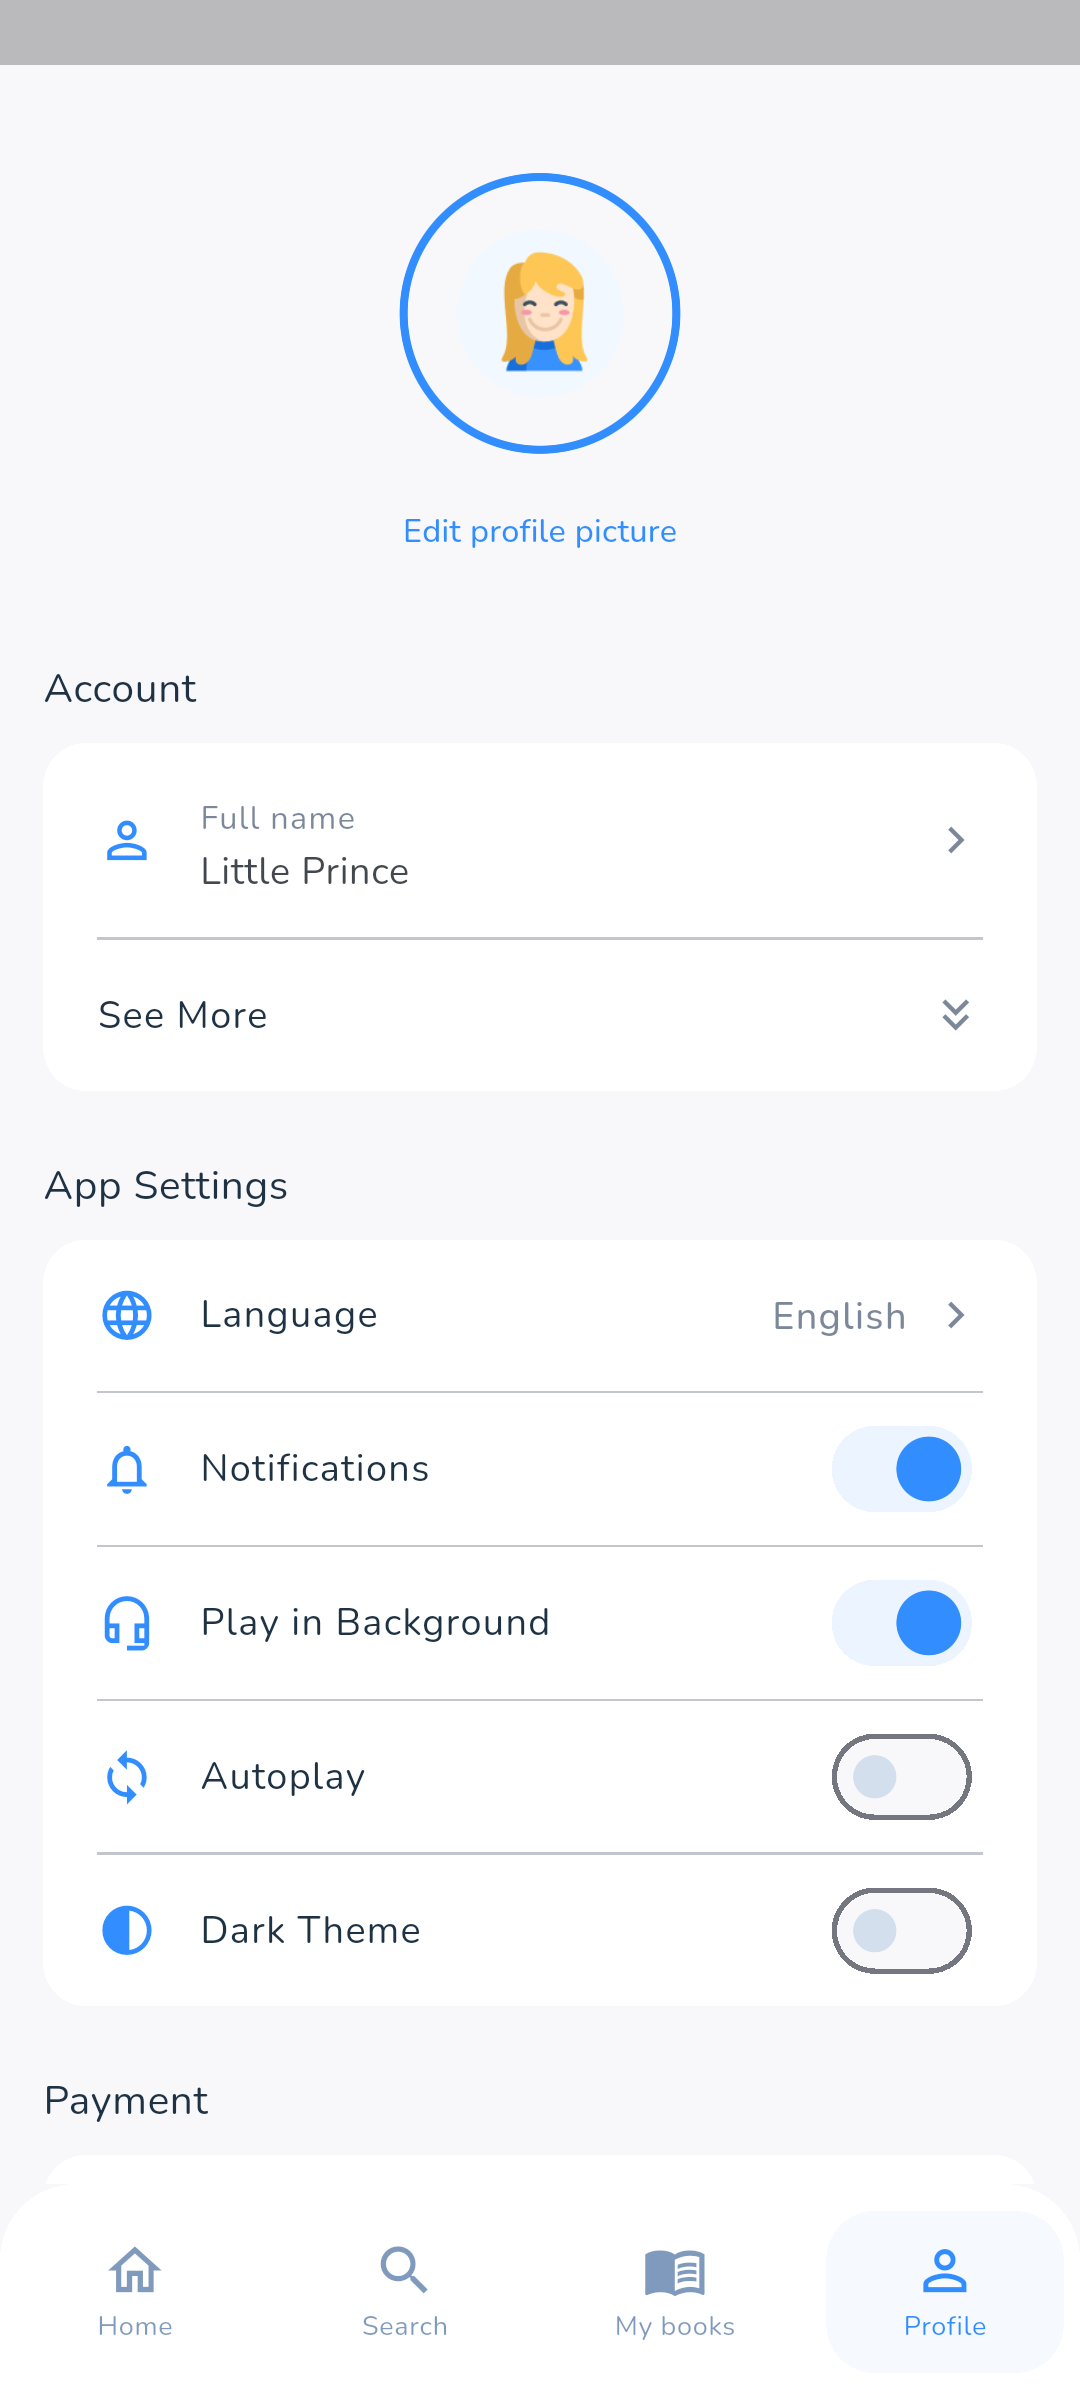 Edit profile picture
Account
Full name
Little Prince
See More
App Settings
Language English
Notifications
Play in Background
Autoplay
Dark Theme
Payment
Home Search My books Profile